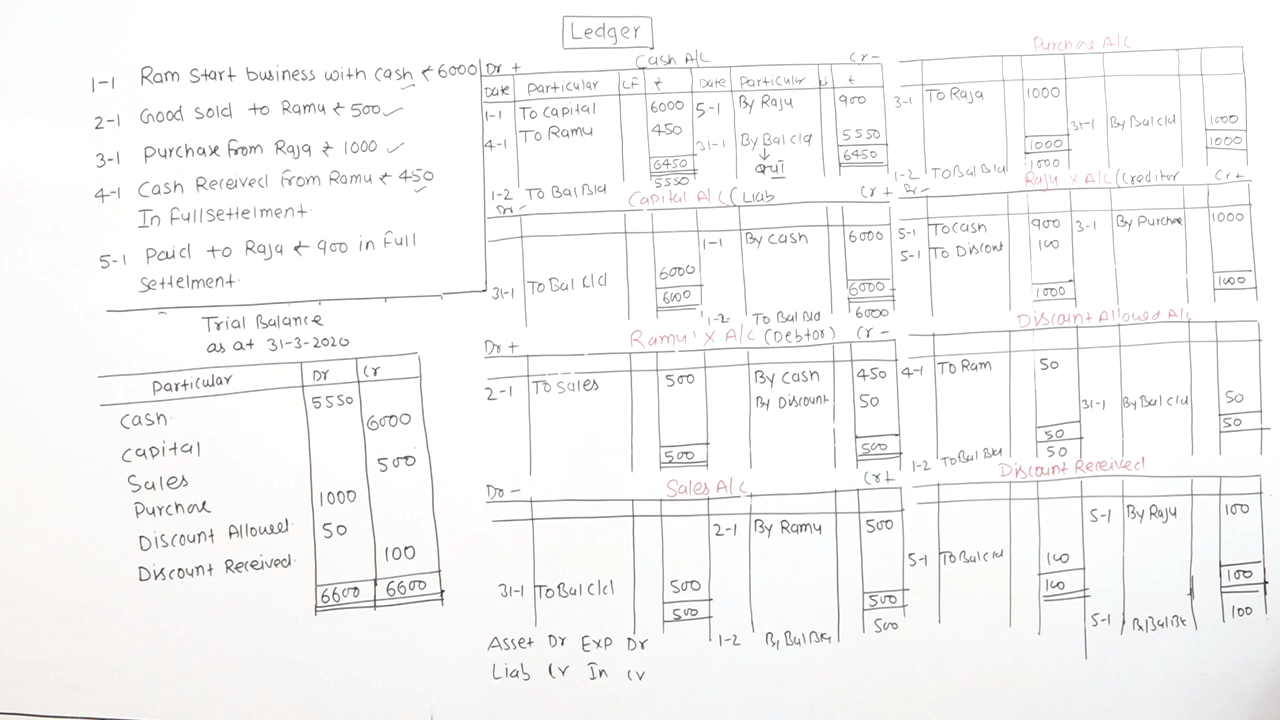 Ledger
1-1 Ram Start business with cash ₹ 6000
2-1 Good sold to Ramu ₹ 500
3-1 Purchase from Raja ₹ 1000
4-1 Cash Received from Ramu ₹ 450
In fullsettelment.
5-1 Paid to Raja ₹ 900 in full
Settelment.
Trial Balance
as at 31-3-2020
Particular Dr Cr
Cash 5550
Capital 6000
Sales 500
Purchase 1000
Discount Allowed 50
Discount Received 100
6600 6600
Dr + Cash A/C Cr -
Date Particular LF ₹ Date Particular ₹
1-1 To Capital 6000 5-1 By Raju 900
4-1 To Ramu 450 31-1 By Bal C/d 5550
6450 6450
1-2 To Bal B/d 5550
Dr - Capital A/C (Liab Cr +
1-1 By Cash 6000
31-1 To Bal C/d 6000
6000 6000
1-2 To Bal B/d 6000
Dr + Ramu' X A/C (Debtor) Cr -
2-1 To Sales 500 By Cash 450
By Discount 50
500 500
Dr - Sales A/C Cr +
2-1 By Ramu 500
31-1 To Bal C/d 500
500 500
1-2 By Bal B/d 500
Asset Dr Exp Dr
Liab Cr In Cr
Purchase A/C
3-1 To Raja 1000
31-1 By Bal C/d 1000
1000 1000
1-2 To Bal B/d 1000
Dr - Raju X A/C (Creditor Cr +
5-1 To Cash 900 3-1 By Purchase 1000
5-1 To Discount 100
1000 1000
Discount Allowed A/C
4-1 To Ram 50
31-1 By Bal C/d 50
50 50
1-2 To Bal B/d 50
Discount Received
5-1 By Raju 100
5-1 To Bal C/d 100
100 100
5-1 By Bal B/d 100